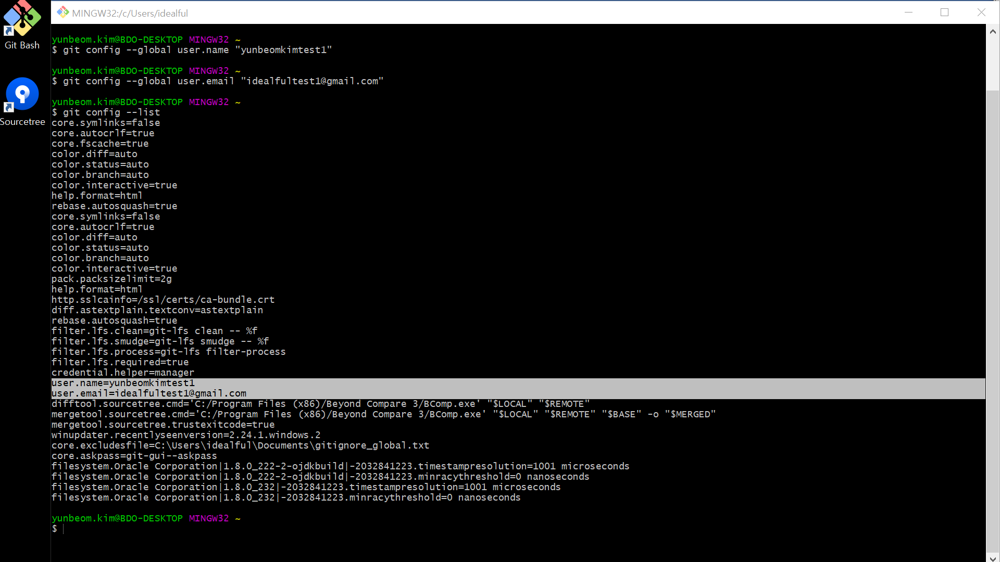 Git Bash
Sourcetree
MINGW32:/c/Users/idealful
yunbeom.kim@BDO-DESKTOP MINGW32 ~
$ git config --global user.name "yunbeomkimtest1"
yunbeom.kim@BDO-DESKTOP MINGW32 ~
$ git config --global user.email "idealfultest1@gmail.com"
yunbeom.kim@BDO-DESKTOP MINGW32 ~
$ git config --list
core.symlinks=false
core.autocrlf=true
core.fscache=true
color.diff=auto
color.status=auto
color.branch=auto
color.interactive=true
help.format=html
rebase.autosquash=true
core.symlinks=false
core.autocrlf=true
color.diff=auto
color.status=auto
color.branch=auto
color.interactive=true
pack.packsizelimit=2g
help.format=html
http.sslcainfo=/ssl/certs/ca-bundle.crt
diff.astextplain.textconv=astextplain
rebase.autosquash=true
filter.lfs.clean=git-lfs clean -- %f
filter.lfs.smudge=git-lfs smudge -- %f
filter.lfs.process=git-lfs filter-process
filter.lfs.required=true
credential.helper=manager
user.name=yunbeomkimtest1
user.email=idealfultest1@gmail.com
difftool.sourcetree.cmd='C:/Program Files (x86)/Beyond Compare 3/BComp.exe' "$LOCAL" "$REMOTE"
mergetool.sourcetree.cmd='C:/Program Files (x86)/Beyond Compare 3/BComp.exe' "$LOCAL" "$REMOTE" "$BASE" -o "$MERGED"
mergetool.sourcetree.trustexitcode=true
winupdater.recentlyseenversion=2.24.1.windows.2
core.excludesfile=C:\Users\idealful\Documents\gitignore_global.txt
core.askpass=git-gui--askpass
filesystem.Oracle Corporation|1.8.0_222-2-ojdkbuild|-2032841223.timestampresolution=1001 microseconds
filesystem.Oracle Corporation|1.8.0_222-2-ojdkbuild|-2032841223.minracythreshold=0 nanoseconds
filesystem.Oracle Corporation|1.8.0_232|-2032841223.timestampresolution=1001 microseconds
filesystem.Oracle Corporation|1.8.0_232|-2032841223.minracythreshold=0 nanoseconds
yunbeom.kim@BDO-DESKTOP MINGW32 ~
$